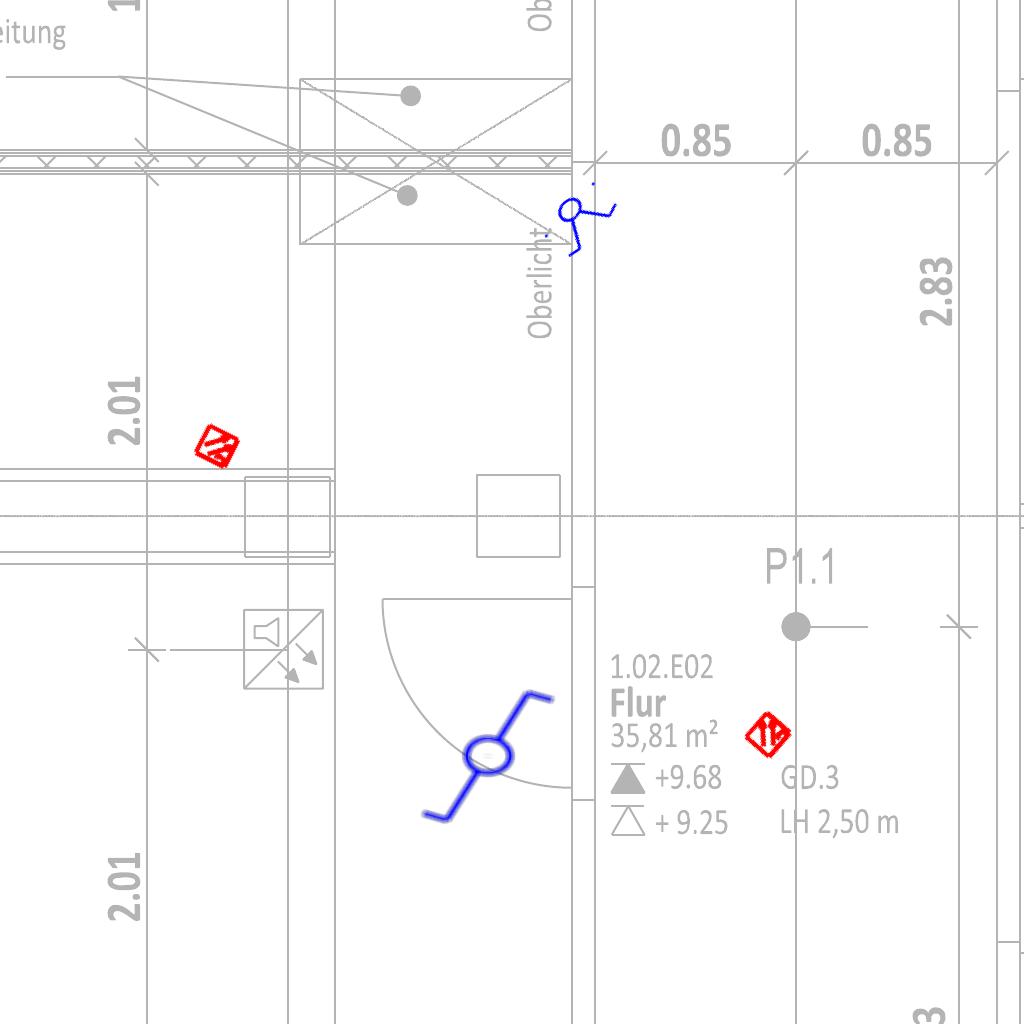 eitung
0.85
0.85
Oberlicht
2.83
2.01
P1.1
1.02.E02
Flur
35,81 m²
+9.68
GD.3
+ 9.25
LH 2,50 m
2.01